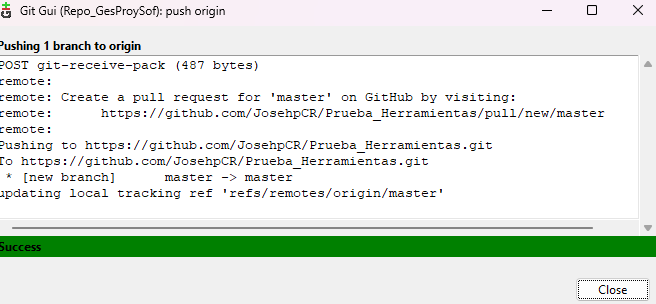 Git Gui (Repo_GesProySof): push origin
Pushing 1 branch to origin
POST git-receive-pack (487 bytes)
remote:
remote: Create a pull request for 'master' on GitHub by visiting:
remote:      https://github.com/JosehpCR/Prueba_Herramientas/pull/new/master
remote:
Pushing to https://github.com/JosehpCR/Prueba_Herramientas.git
To https://github.com/JosehpCR/Prueba_Herramientas.git
 * [new branch]      master -> master
updating local tracking ref 'refs/remotes/origin/master'
Success
Close